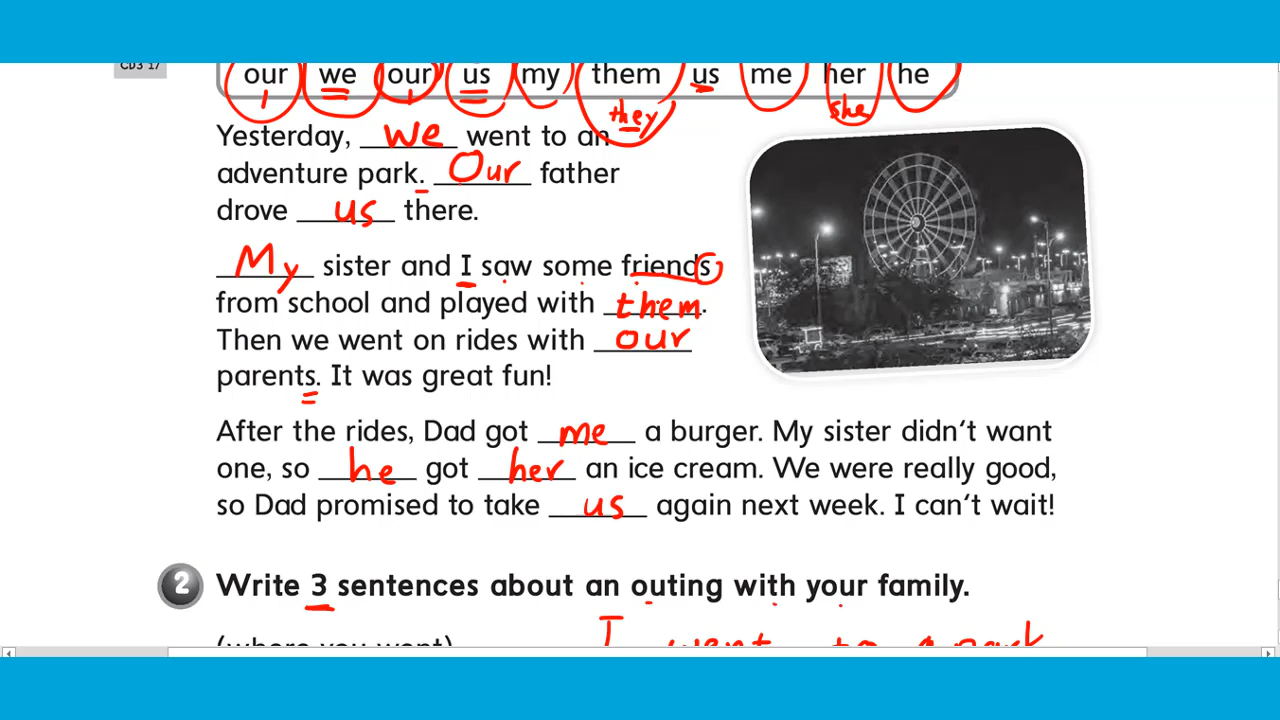 CD3 17
our we our us my them us me her he
they she
Yesterday, we went to an
adventure park. Our father
drove us there.
My sister and I saw some friends
from school and played with them.
Then we went on rides with our
parents. It was great fun!
After the rides, Dad got me a burger. My sister didn't want
one, so he got her an ice cream. We were really good,
so Dad promised to take us again next week. I can't wait!
2 Write 3 sentences about an outing with your family.
(where you went) I went to a park